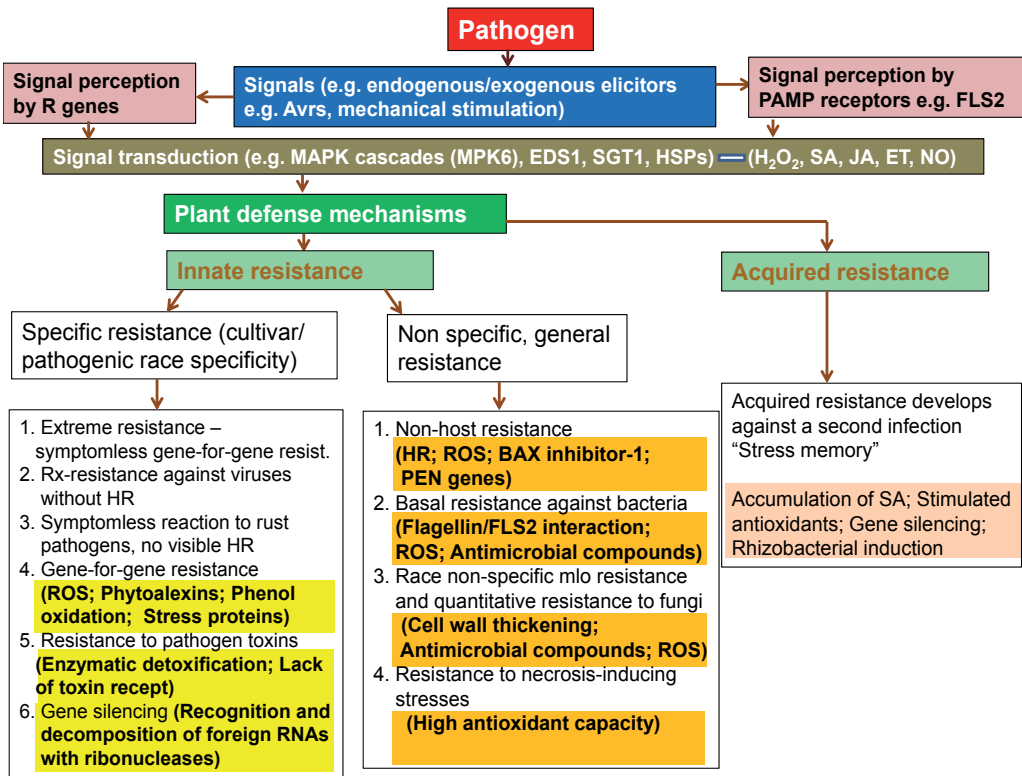 Pathogen
Signal perception
by R genes
Signals (e.g. endogenous/exogenous elicitors
e.g. Avrs, mechanical stimulation)
Signal perception by
PAMP receptors e.g. FLS2
Signal transduction (e.g. MAPK cascades (MPK6), EDS1, SGT1, HSPs) — (H₂O₂, SA, JA, ET, NO)
Plant defense mechanisms
Innate resistance
Acquired resistance
Specific resistance (cultivar/
pathogenic race specificity)
Non specific, general
resistance
1. Extreme resistance –
symptomless gene-for-gene resist.
2. Rx-resistance against viruses
without HR
3. Symptomless reaction to rust
pathogens, no visible HR
4. Gene-for-gene resistance
(ROS; Phytoalexins; Phenol
oxidation; Stress proteins)
5. Resistance to pathogen toxins
(Enzymatic detoxification; Lack
of toxin recept)
6. Gene silencing (Recognition and
decomposition of foreign RNAs
with ribonucleases)
1. Non-host resistance
(HR; ROS; BAX inhibitor-1;
PEN genes)
2. Basal resistance against bacteria
(Flagellin/FLS2 interaction;
ROS; Antimicrobial compounds)
3. Race non-specific mlo resistance
and quantitative resistance to fungi
(Cell wall thickening;
Antimicrobial compounds; ROS)
4. Resistance to necrosis-inducing
stresses
(High antioxidant capacity)
Acquired resistance develops
against a second infection
“Stress memory”
Accumulation of SA; Stimulated
antioxidants; Gene silencing;
Rhizobacterial induction